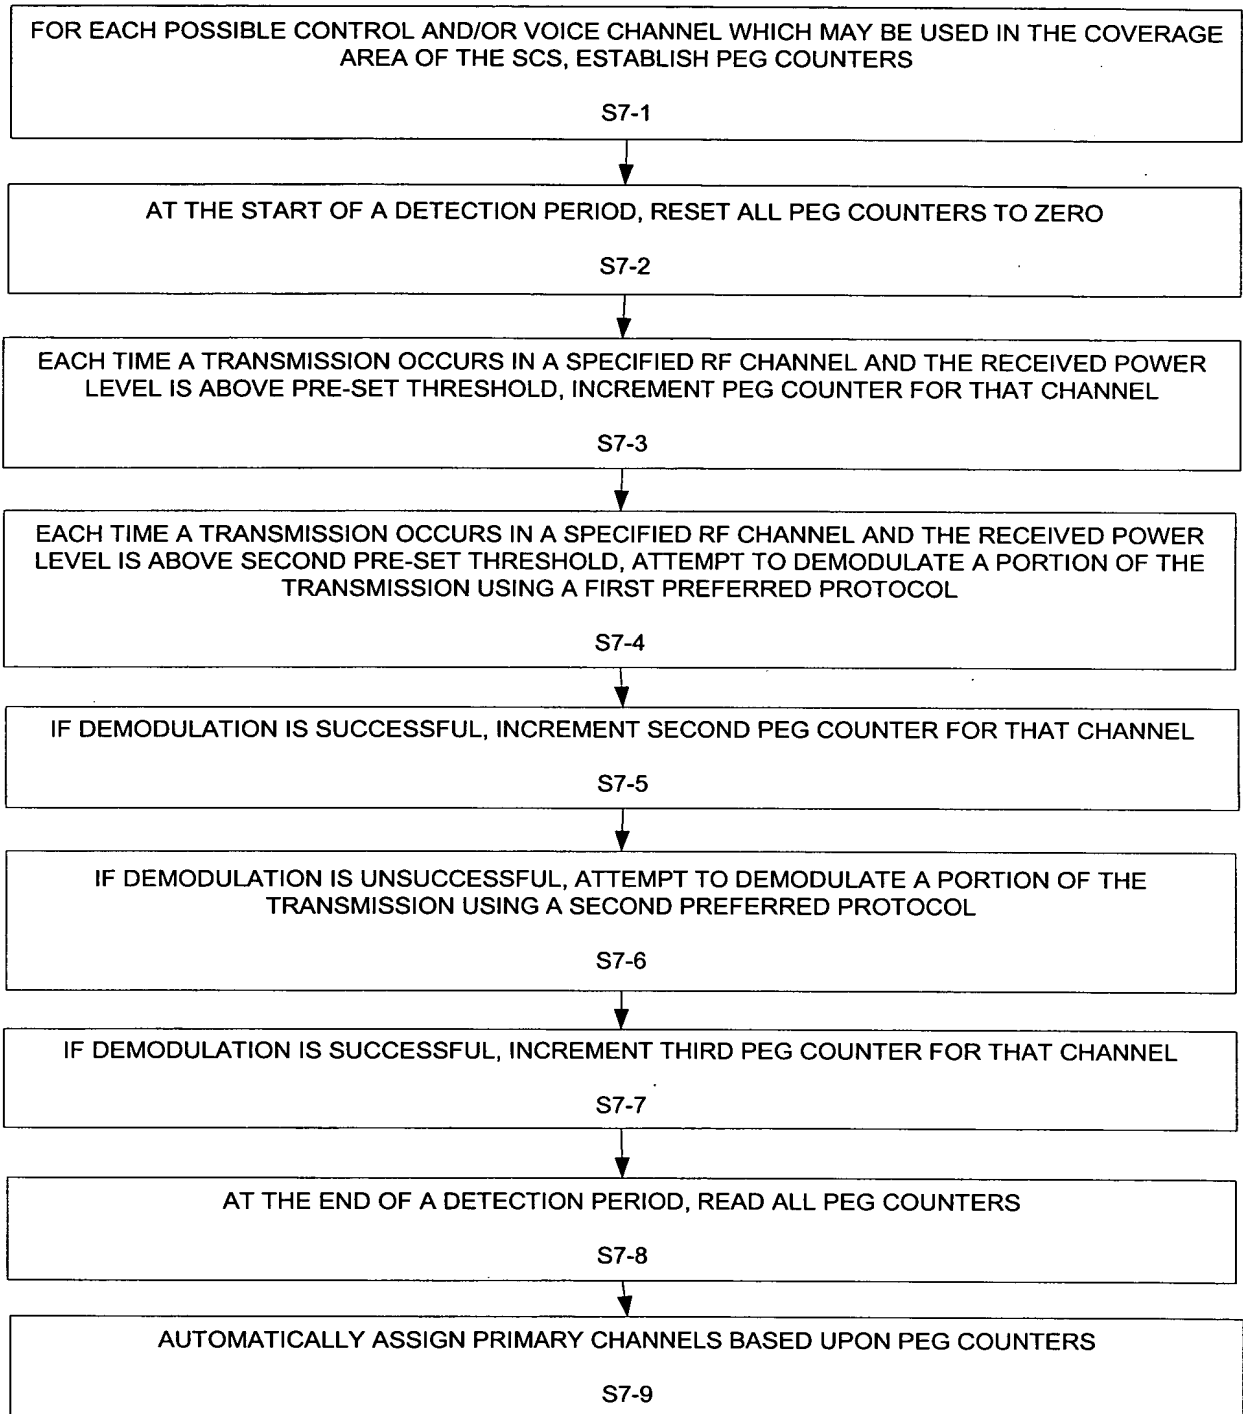 FOR EACH POSSIBLE CONTROL AND/OR VOICE CHANNEL WHICH MAY BE USED IN THE COVERAGE
AREA OF THE SCS, ESTABLISH PEG COUNTERS
S7-1
AT THE START OF A DETECTION PERIOD, RESET ALL PEG COUNTERS TO ZERO
S7-2
EACH TIME A TRANSMISSION OCCURS IN A SPECIFIED RF CHANNEL AND THE RECEIVED POWER
LEVEL IS ABOVE PRE-SET THRESHOLD, INCREMENT PEG COUNTER FOR THAT CHANNEL
S7-3
EACH TIME A TRANSMISSION OCCURS IN A SPECIFIED RF CHANNEL AND THE RECEIVED POWER
LEVEL IS ABOVE SECOND PRE-SET THRESHOLD, ATTEMPT TO DEMODULATE A PORTION OF THE
TRANSMISSION USING A FIRST PREFERRED PROTOCOL
S7-4
IF DEMODULATION IS SUCCESSFUL, INCREMENT SECOND PEG COUNTER FOR THAT CHANNEL
S7-5
IF DEMODULATION IS UNSUCCESSFUL, ATTEMPT TO DEMODULATE A PORTION OF THE
TRANSMISSION USING A SECOND PREFERRED PROTOCOL
S7-6
IF DEMODULATION IS SUCCESSFUL, INCREMENT THIRD PEG COUNTER FOR THAT CHANNEL
S7-7
AT THE END OF A DETECTION PERIOD, READ ALL PEG COUNTERS
S7-8
AUTOMATICALLY ASSIGN PRIMARY CHANNELS BASED UPON PEG COUNTERS
S7-9